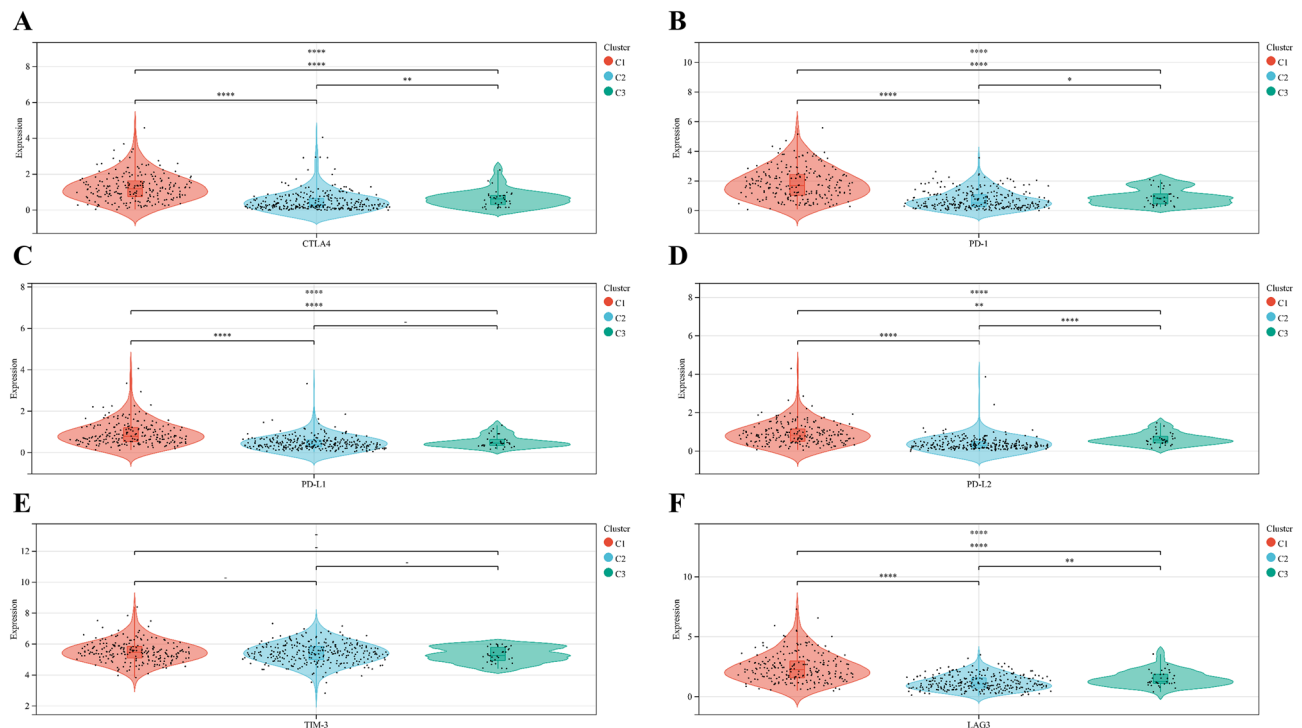 A
Cluster
C1
C2
C3
Expression
8
6
4
2
0
****
****
**
****
CTLA4
B
Cluster
C1
C2
C3
Expression
10
8
6
4
2
0
****
****
*
****
PD-1
C
Cluster
C1
C2
C3
Expression
8
6
4
2
0
****
****
-
****
PD-L1
D
Cluster
C1
C2
C3
Expression
8
6
4
2
0
****
**
****
****
PD-L2
E
Cluster
C1
C2
C3
Expression
12
10
8
6
4
2
-
-
-
-
TIM-3
F
Cluster
C1
C2
C3
Expression
10
5
0
****
****
**
****
LAG3